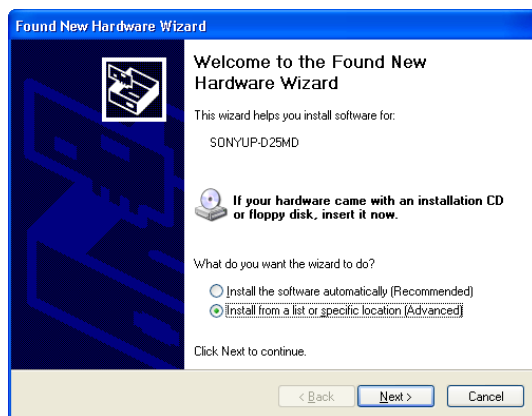 Found New Hardware Wizard
Welcome to the Found New
Hardware Wizard
This wizard helps you install software for:
SONYUP-D25MD
If your hardware came with an installation CD
or floppy disk, insert it now.
What do you want the wizard to do?
Install the software automatically (Recommended)
Install from a list or specific location (Advanced)
Click Next to continue.
< Back
Next >
Cancel